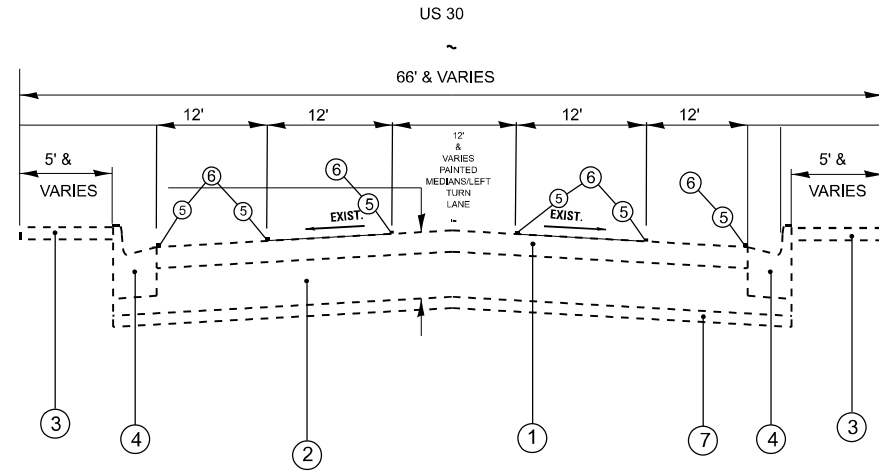 US 30
~
66' & VARIES
12'
12'
12'
12'
12'
&
VARIES
PAINTED
MEDIANS/LEFT
TURN
LANE
5' &
VARIES
5' &
VARIES
6
6
6
6
5
5
5
5
5
5
EXIST.
EXIST.
3
4
2
1
7
4
3